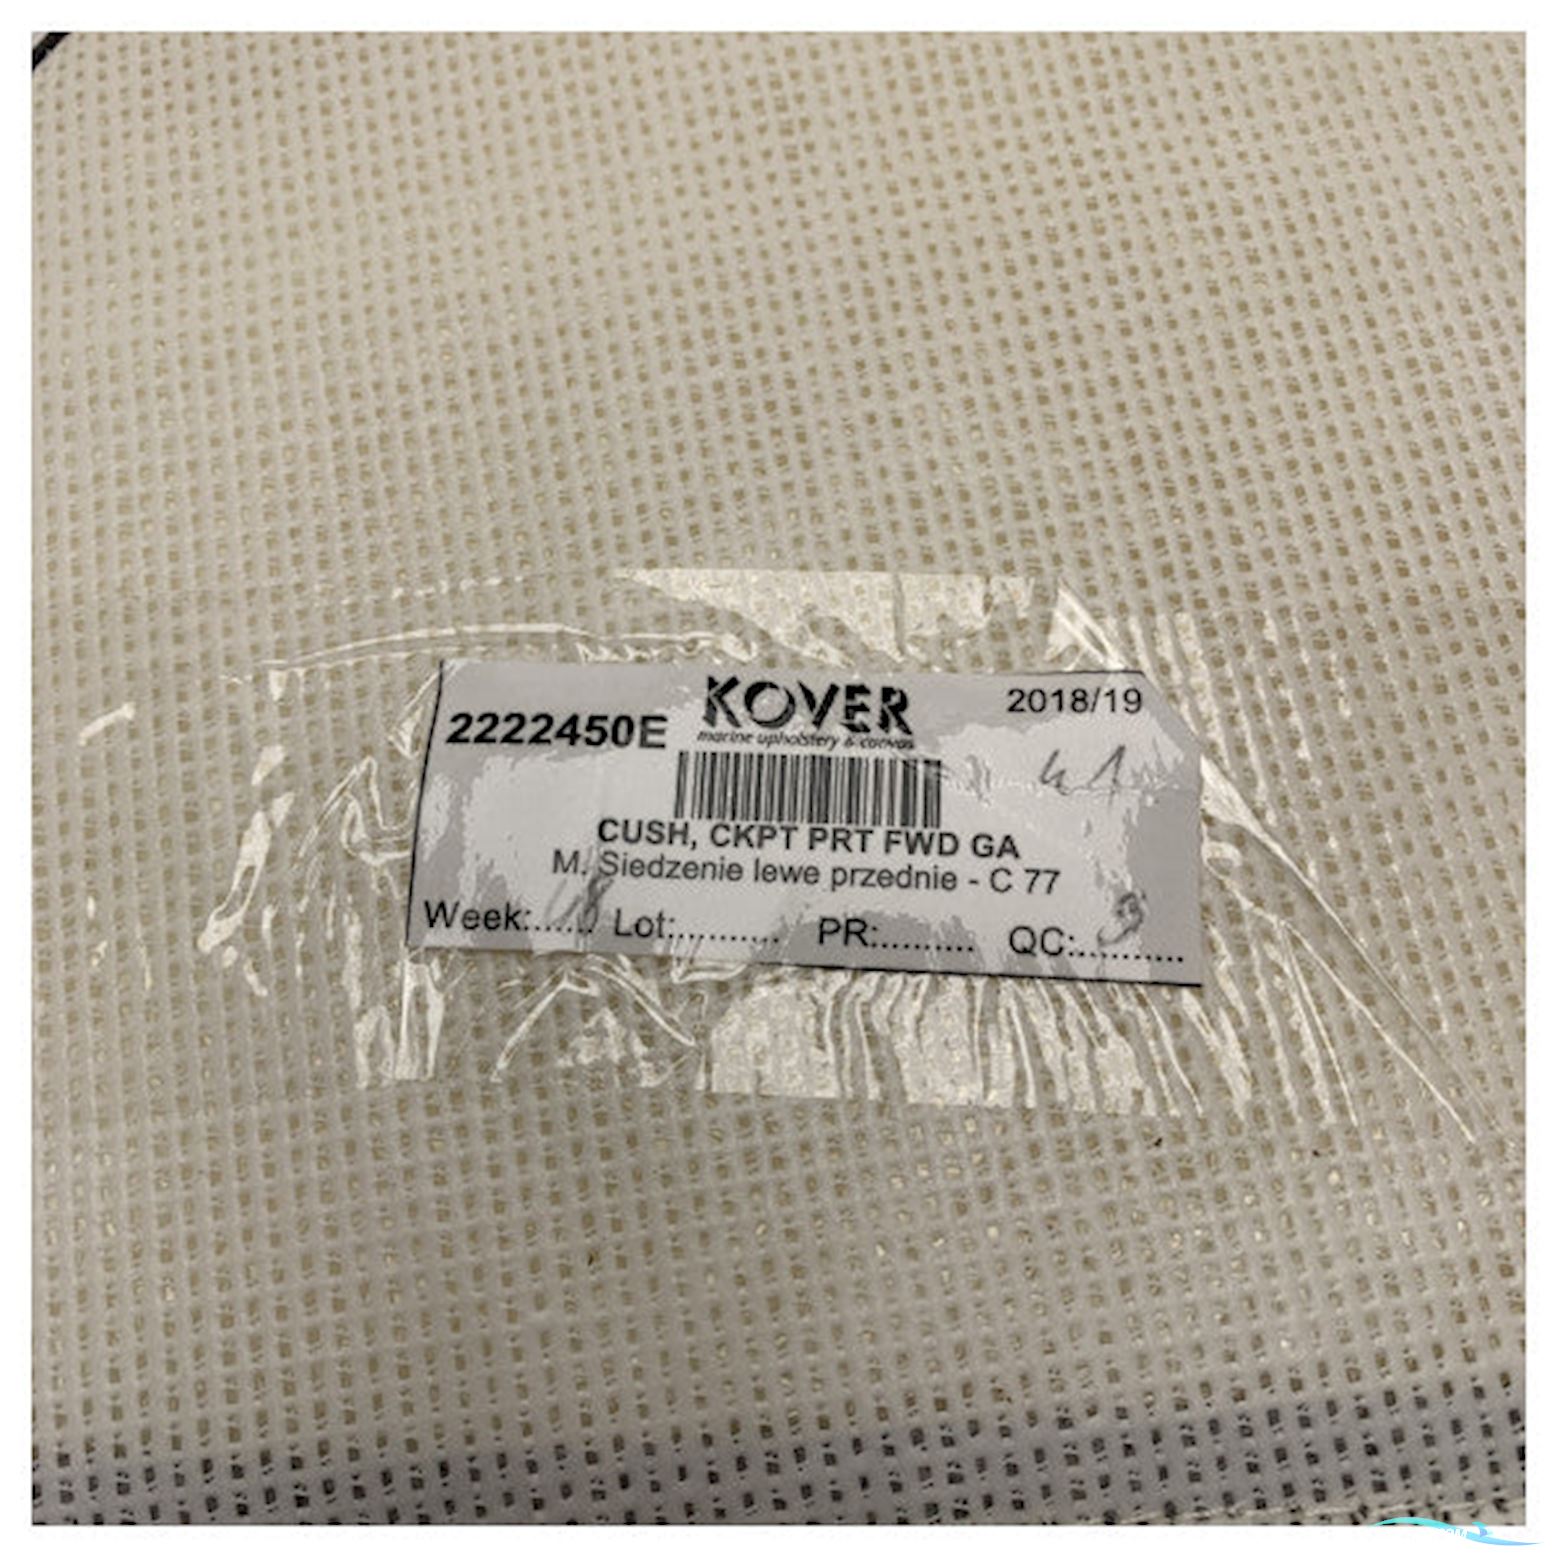 2222450E KOVER 2018/19
marine upholstery & canvas
CUSH, CKPT PRT FWD GA
M. Siedzenie lewe przednie - C 77
Week:....... Lot:........... PR:.......... QC:............